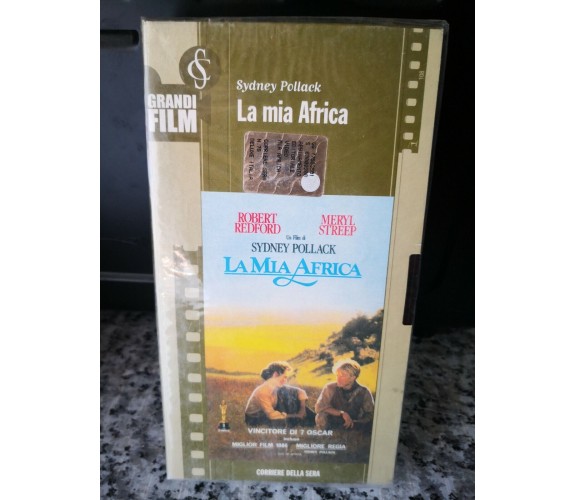 GRANDI
FILM
Sydney Pollack
La mia Africa
ROBERT
REDFORD
MERYL
STREEP
Un Film di
SYDNEY POLLACK
LA MIA AFRICA
VINCITORE DI 7 OSCAR
MIGLIOR FILM
MIGLIORE REGIA
CORRIERE DELLA SERA